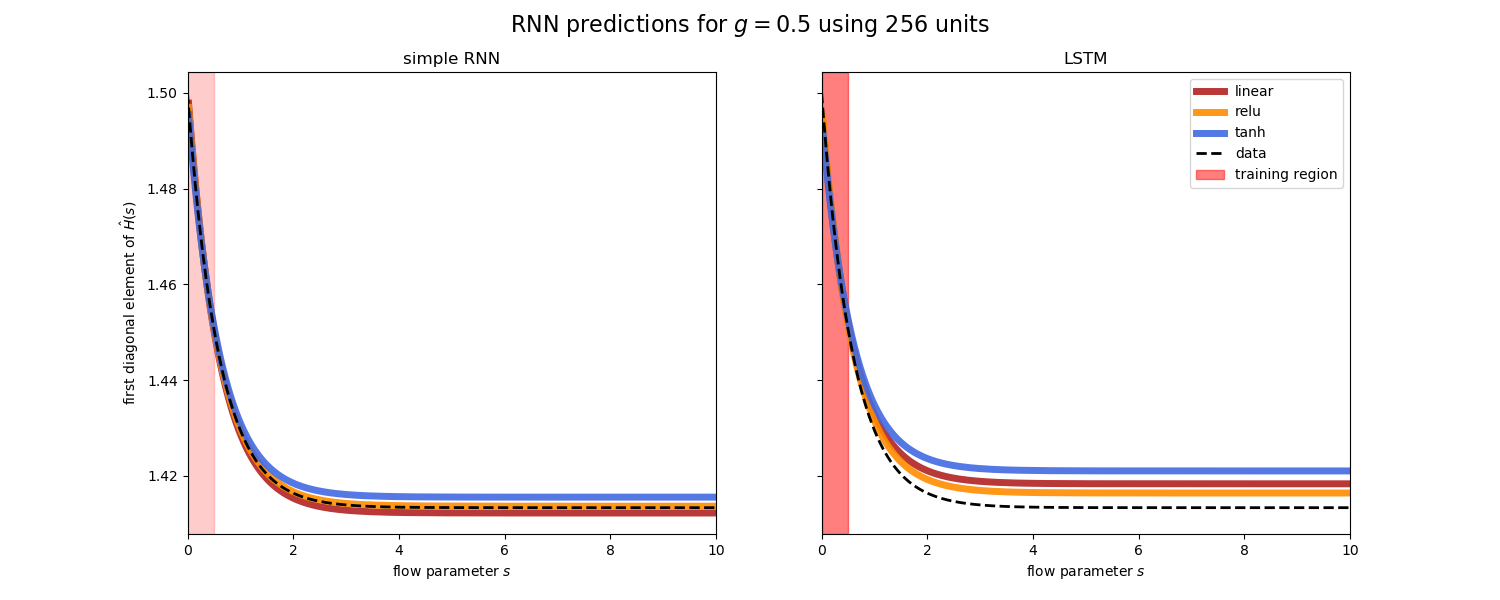 RNN predictions for g = 0.5 using 256 units
simple RNN
first diagonal element of Ĥ(s)
1.50
1.48
1.46
1.44
1.42
0 2 4 6 8 10
flow parameter s
LSTM
linear
relu
tanh
data
training region
0 2 4 6 8 10
flow parameter s